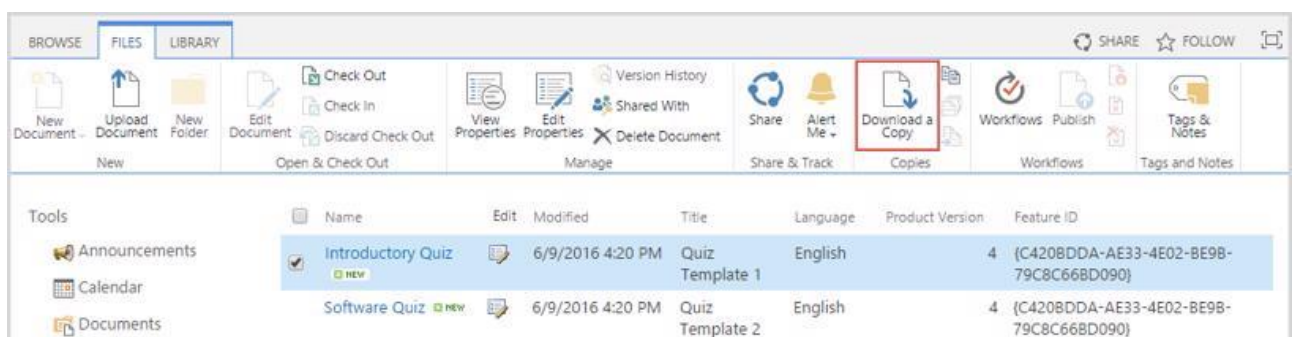 BROWSE FILES LIBRARY SHARE FOLLOW
New Document Upload Document New Folder
New
Edit Document Check Out
Check In
Discard Check Out
Open & Check Out
View Properties Edit Properties Version History
Shared With
Delete Document
Manage
Share Alert Me
Share & Track
Download a Copy
Copies
Workflows Publish
Workflows
Tags & Notes
Tags and Notes
Tools
Announcements
Calendar
Documents
Name Edit Modified Title Language Product Version Feature ID
Introductory Quiz 6/9/2016 4:20 PM Quiz English 4 {C420BDDA-AE33-4E02-BE9B-
NEW Template 1 79C8C66BD090}
Software Quiz NEW 6/9/2016 4:20 PM Quiz English 4 {C420BDDA-AE33-4E02-BE9B-
Template 2 79C8C66BD090}